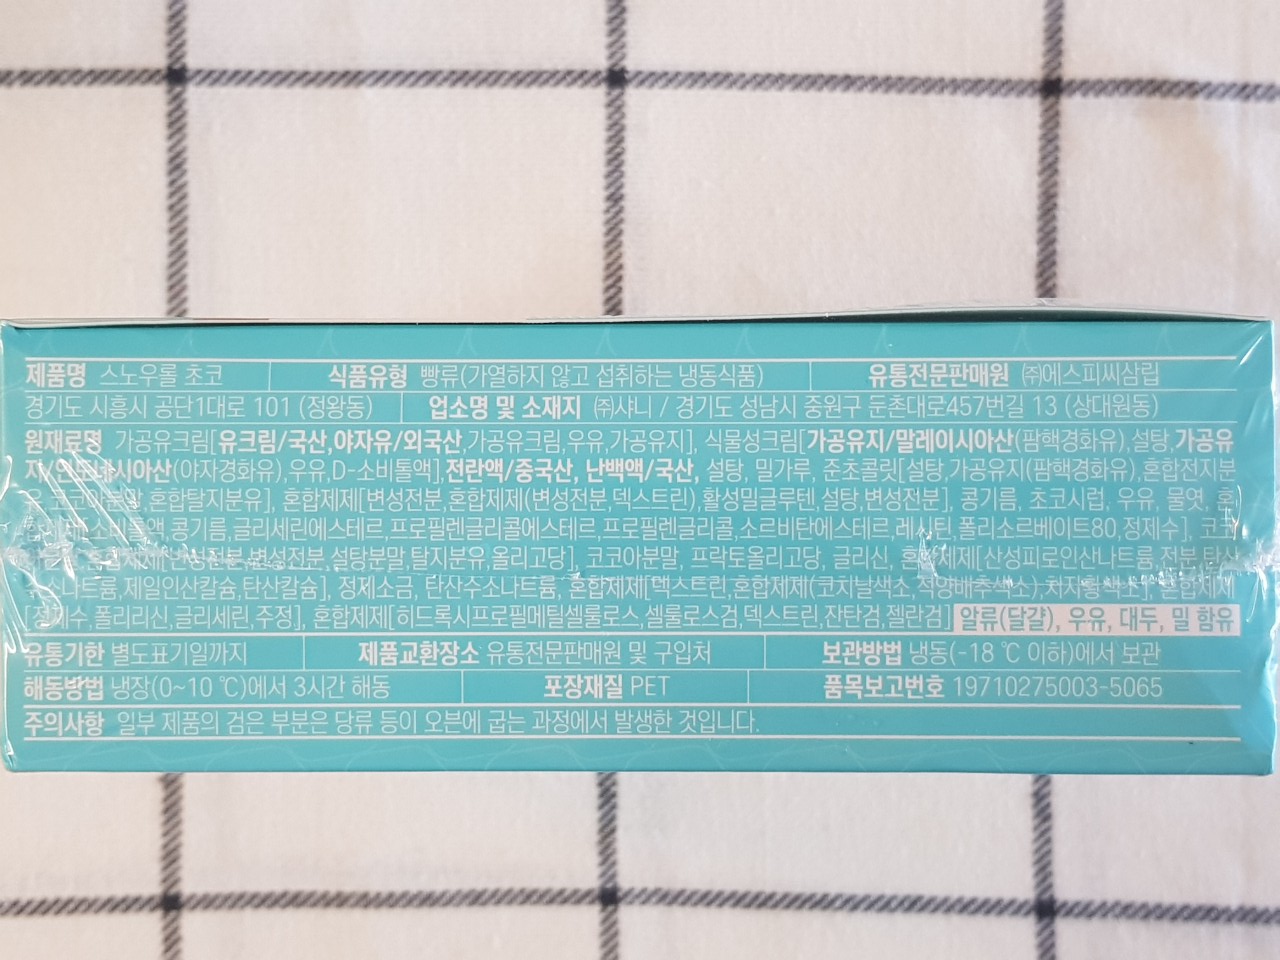 제품명 스노우롤 초코 식품유형 빵류(가열하지 않고 섭취하는 냉동식품) 유통전문판매원 ㈜에스피씨삼립
경기도 시흥시 공단1대로 101 (정왕동) 업소명 및 소재지 ㈜샤니 / 경기도 성남시 중원구 둔촌대로457번길 13 (상대원동)
원재료명 가공유크림[유크림/국산,야자유/외국산,가공유크림,우유,가공유지], 식물성크림[가공유지/말레이시아산(팜핵경화유),설탕,가공유
(야자경화유),우유,D-소비톨액],전란액/중국산, 난백액/국산, 설탕, 밀가루, 준초콜릿[설탕,가공유지(팜핵경화유),혼합전지분
혼합탈지분유], 혼합제제[변성전분,혼합제제(변성전분,덱스트린),활성밀글루텐,설탕,변성전분], 콩기름, 초코시럽, 우유, 물엿,
콩기름,글리세린에스테르,프로필렌글리콜에스테르,프로필렌글리콜,소르비탄에스테르,레시틴,폴리소르베이트80,정제수],
변성전분,설탕분말,탈지분유,올리고당], 코코아분말, 프락토올리고당, 글리신, [산성피로인산나트륨,전분,탄산
제일인산칼슘,탄산칼슘], 정제소금, 탄산수소나트륨, 혼합제제[덱스트린,혼합제제(코치닐색소,적양배추색소),치자황색소],
폴리리신,글리세린,주정], 혼합제제[히드록시프로필메틸셀룰로스,셀룰로스검,덱스트린,잔탄검,젤란검] 알류(달걀), 우유, 대두, 밀 함유
유통기한 별도표기일까지 제품교환장소 유통전문판매원 및 구입처 보관방법 냉동(-18 ℃ 이하)에서 보관
해동방법 냉장(0~10 ℃)에서 3시간 해동 포장재질 PET 품목보고번호 19710275003-5065
주의사항 일부 제품의 검은 부분은 당류 등이 오븐에 굽는 과정에서 발생한 것입니다.